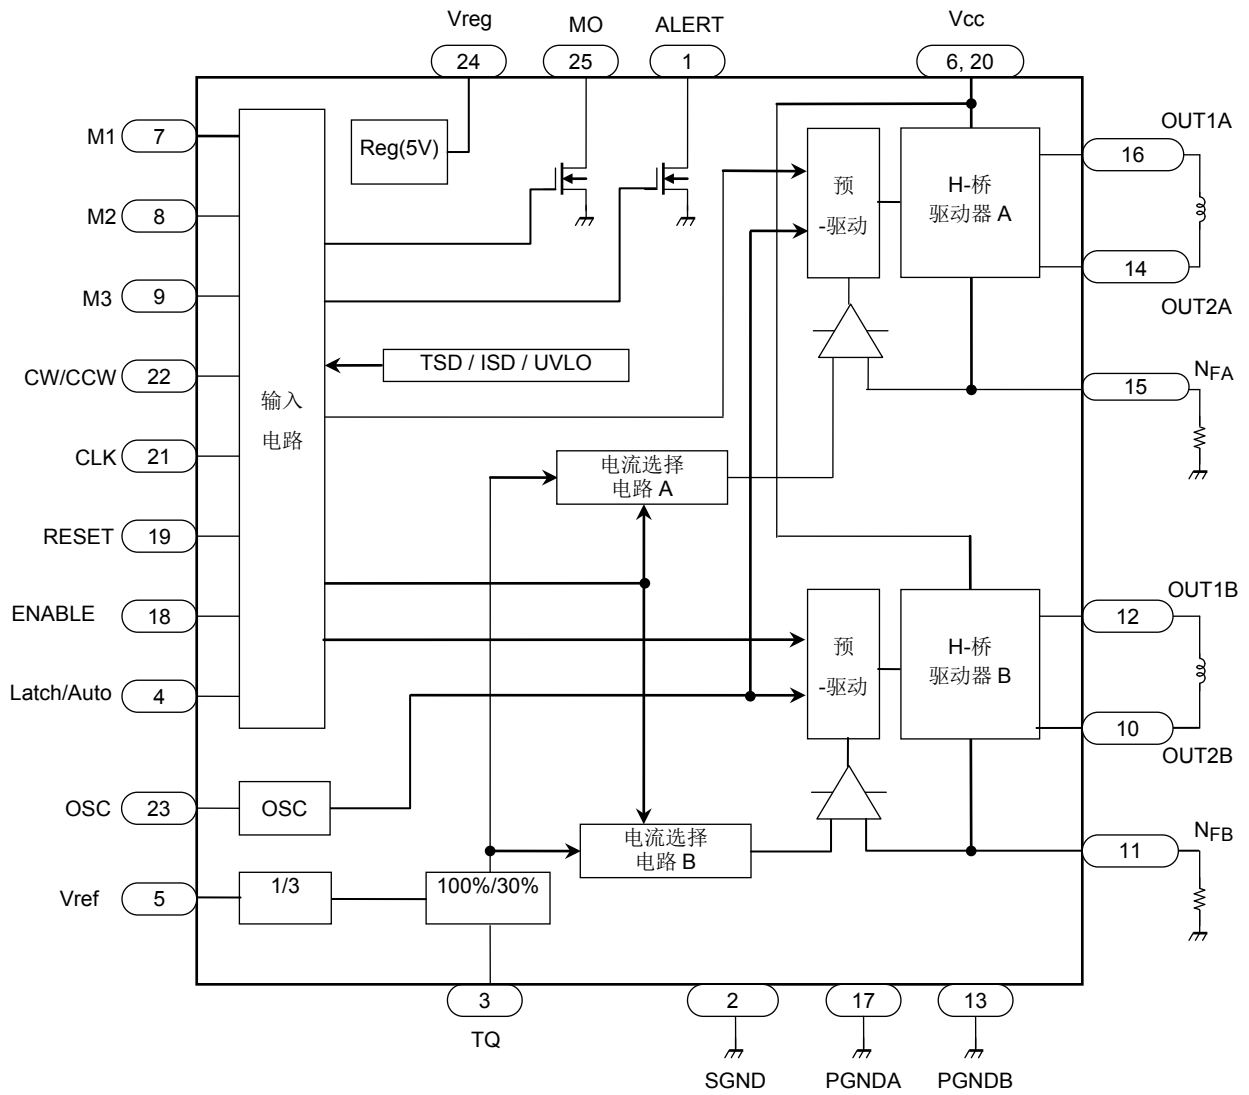 Vreg
MO
ALERT
Vcc
24
25
1
6, 20
M1
7
Reg(5V)
预
-驱动
H-桥
驱动器 A
OUT1A
16
M2
8
14
OUT2A
M3
9
TSD / ISD / UVLO
CW/CCW
22
输入
电路
15
NFA
CLK
21
电流选择
电路 A
RESET
19
ENABLE
18
预
-驱动
H-桥
驱动器 B
OUT1B
12
Latch/Auto
4
10
OUT2B
OSC
23
OSC
电流选择
电路 B
11
NFB
Vref
5
1/3
100%/30%
3
TQ
2
SGND
17
PGNDA
13
PGNDB